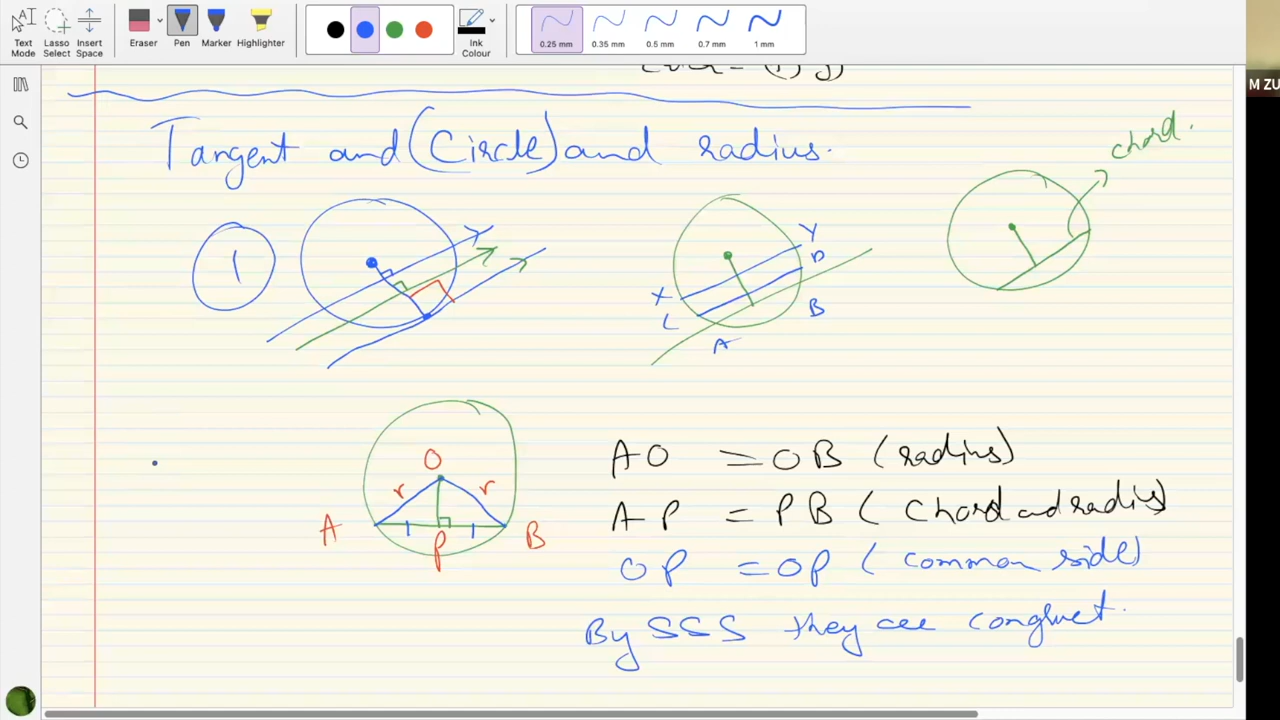 Text Mode
Lasso Select
Insert Space
Eraser
Pen
Marker
Highlighter
Ink Colour
0.25 mm
0.35 mm
0.5 mm
0.7 mm
1 mm
M ZU
Tangent and (Circle) and radius.
chord.
1
X
Y
L
D
A
B
O
r
r
A
P
B
AO = OB (radius)
AP = PB (Chord and radius)
OP = OP (common side)
By SSS they are